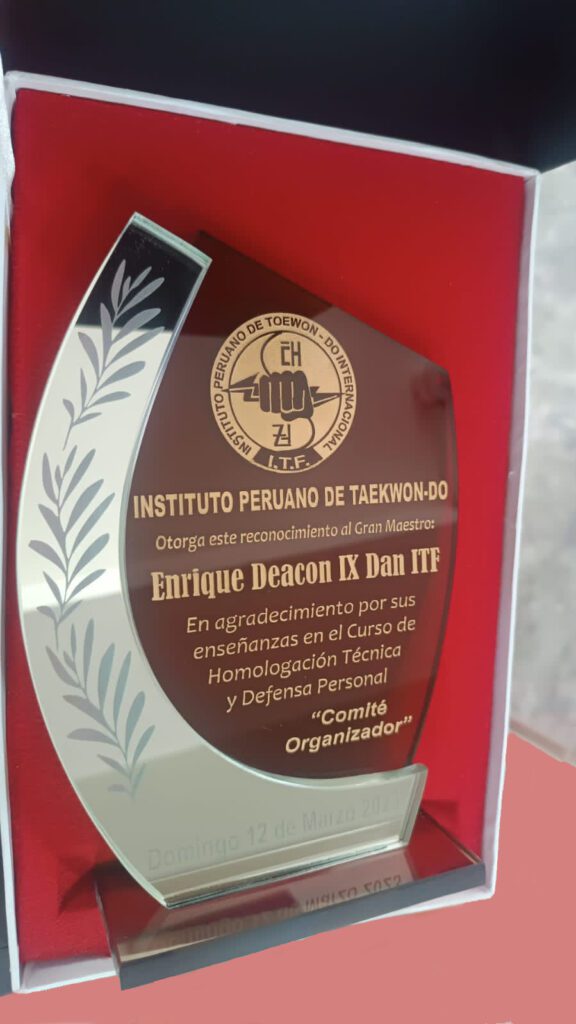 INSTITUTO PERUANO DE TOEWON-DO INTERNACIONAL
I.T.F.
INSTITUTO PERUANO DE TAEKWON-DO
Otorga este reconocimiento al Gran Maestro:
Enrique Deacon IX Dan ITF
En agradecimiento por sus
enseñanzas en el Curso de
Homologación Técnica
y Defensa Personal
“Comité
Organizador”
Domingo 12 de Marzo 2023